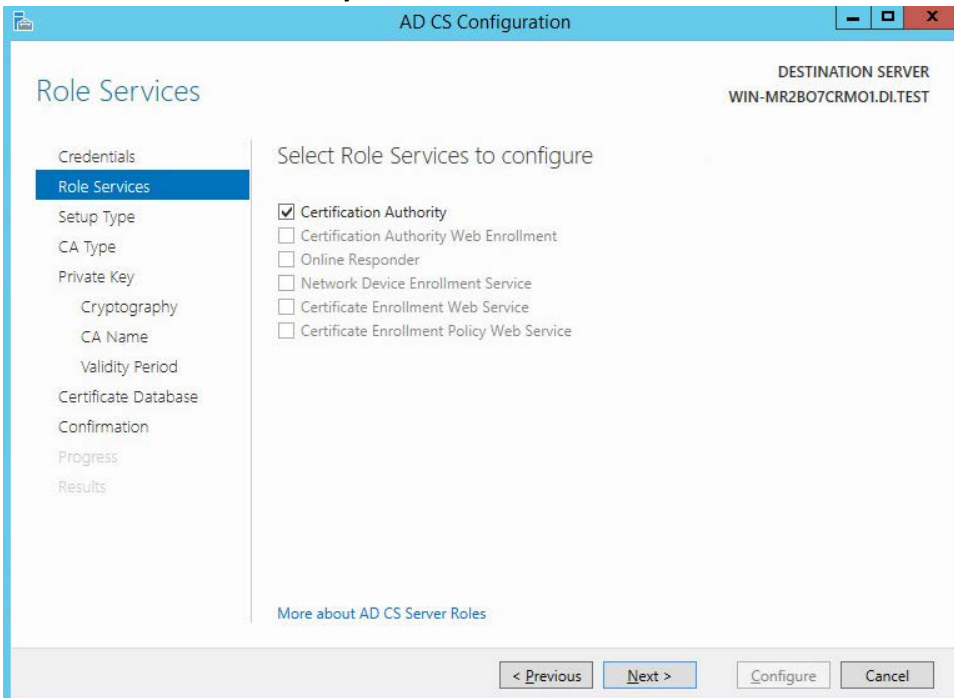 AD CS Configuration
Role Services
DESTINATION SERVER
WIN-MR2BO7CRMO1.DI.TEST
Credentials
Role Services
Setup Type
CA Type
Private Key
Cryptography
CA Name
Validity Period
Certificate Database
Confirmation
Progress
Results
Select Role Services to configure
Certification Authority
Certification Authority Web Enrollment
Online Responder
Network Device Enrollment Service
Certificate Enrollment Web Service
Certificate Enrollment Policy Web Service
More about AD CS Server Roles
< Previous Next > Configure Cancel